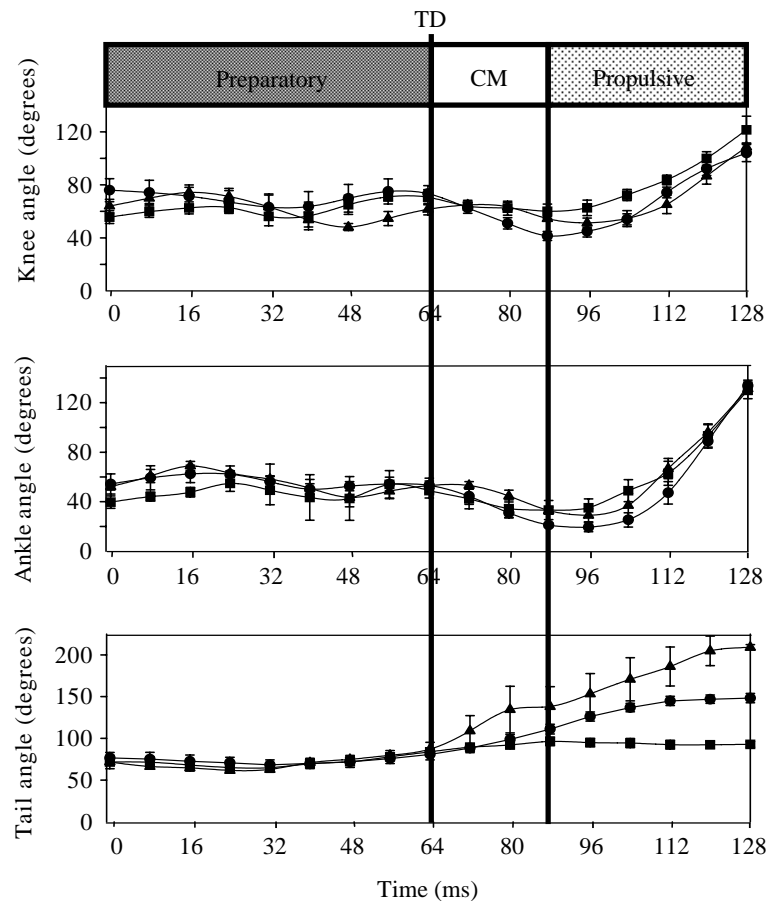 TD
Preparatory CM Propulsive
Knee angle (degrees)
120
80
40
0
0 16 32 48 64 80 96 112 128
Ankle angle (degrees)
120
80
40
0
0 16 32 48 64 80 96 112 128
Tail angle (degrees)
200
150
100
50
0
0 16 32 48 64 80 96 112 128
Time (ms)